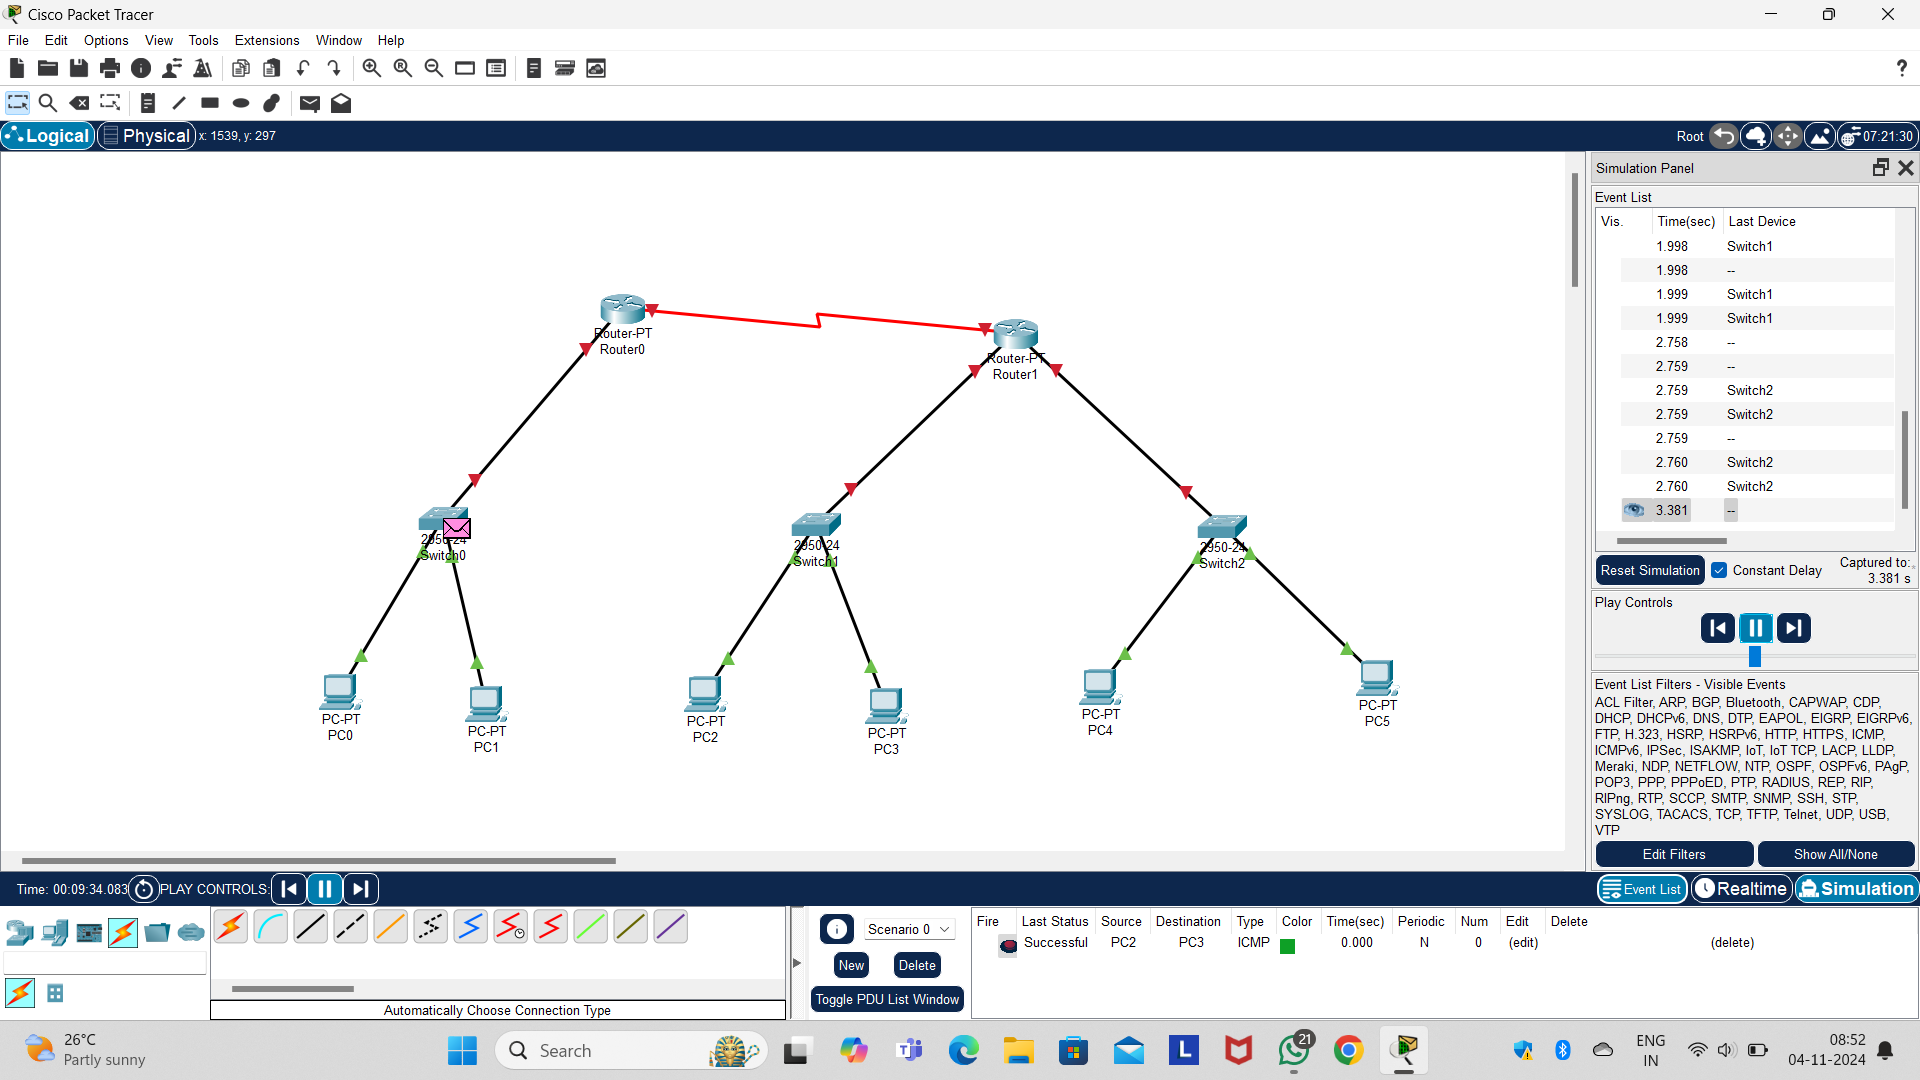 Cisco Packet Tracer
File Edit Options View Tools Extensions Window Help
?
Logical Physical x: 1539, y: 297 Root 07:21:30
Simulation Panel
Event List
Vis. Time(sec) Last Device
1.998 Switch1
1.998 --
1.999 Switch1
1.999 Switch1
2.758 --
2.759 --
2.759 Switch2
2.759 Switch2
2.759 --
2.760 Switch2
2.760 Switch2
3.381 --
Reset Simulation Constant Delay Captured to:
3.381 s
Play Controls
Event List Filters - Visible Events
ACL Filter, ARP, BGP, Bluetooth, CAPWAP, CDP,
DHCP, DHCPv6, DNS, DTP, EAPOL, EIGRP, EIGRPv6,
FTP, H.323, HSRP, HSRPv6, HTTP, HTTPS, ICMP,
ICMPv6, IPSec, ISAKMP, IoT, IoT TCP, LACP, LLDP,
Meraki, NDP, NETFLOW, NTP, OSPF, OSPFv6, PAgP,
POP3, PPP, PPPoED, PTP, RADIUS, REP, RIP,
RIPng, RTP, SCCP, SMTP, SNMP, SSH, STP,
SYSLOG, TACACS, TCP, TFTP, Telnet, UDP, USB,
VTP
Edit Filters Show All/None
Router-PT
Router0
Router-PT
Router1
2950-24
Switch0
2950-24
Switch1
2950-24
Switch2
PC-PT
PC0
PC-PT
PC1
PC-PT
PC2
PC-PT
PC3
PC-PT
PC4
PC-PT
PC5
Time: 00:09:34.083 PLAY CONTROLS: Event List Realtime Simulation
Automatically Choose Connection Type
Scenario 0
New Delete
Toggle PDU List Window
Fire Last Status Source Destination Type Color Time(sec) Periodic Num Edit Delete
Successful PC2 PC3 ICMP 0.000 N 0 (edit) (delete)
26°C
Partly sunny
Search
L
21
ENG
IN
08:52
04-11-2024